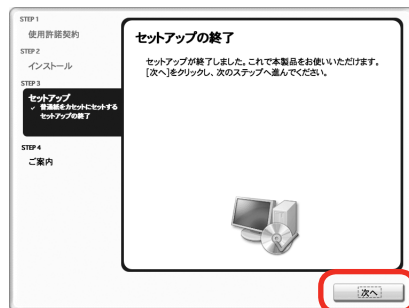 STEP 1
使用許諾契約
STEP 2
インストール
STEP 3
セットアップ
✓ 普通紙をカセットにセットする
セットアップの終了
STEP 4
ご案内
セットアップの終了
セットアップが終了しました。これで本製品をお使いいただけます。
[次へ]をクリックし、次のステップへ進んでください。
次へ